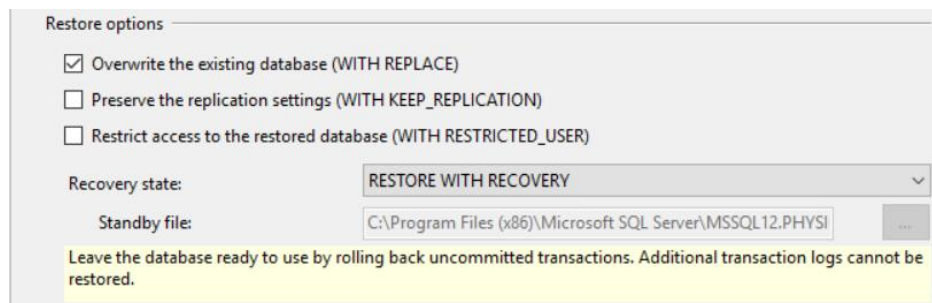 Restore options
Overwrite the existing database (WITH REPLACE)
Preserve the replication settings (WITH KEEP_REPLICATION)
Restrict access to the restored database (WITH RESTRICTED_USER)
Recovery state:
RESTORE WITH RECOVERY
Standby file:
C:\Program Files (x86)\Microsoft SQL Server\MSSQL12.PHYSI
...
Leave the database ready to use by rolling back uncommitted transactions. Additional transaction logs cannot be
restored.